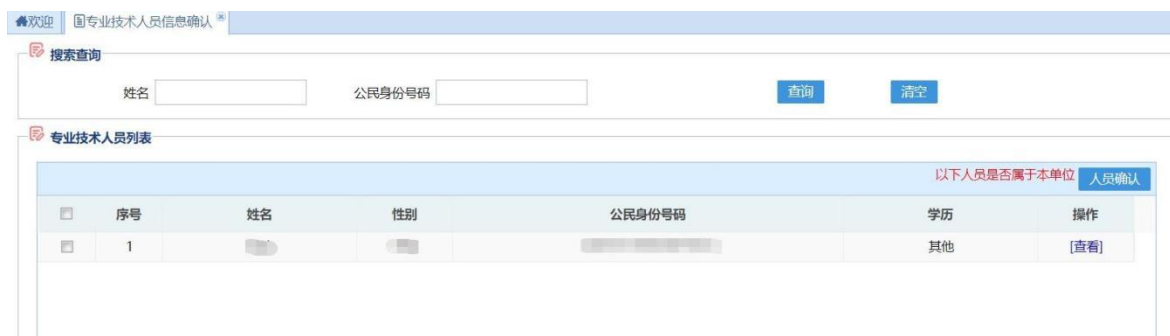 欢迎 专业技术人员信息确认
搜索查询
姓名 公民身份号码 查询 清空
专业技术人员列表
以下人员是否属于本单位 人员确认
序号 姓名 性别 公民身份号码 学历 操作
1 其他 [查看]